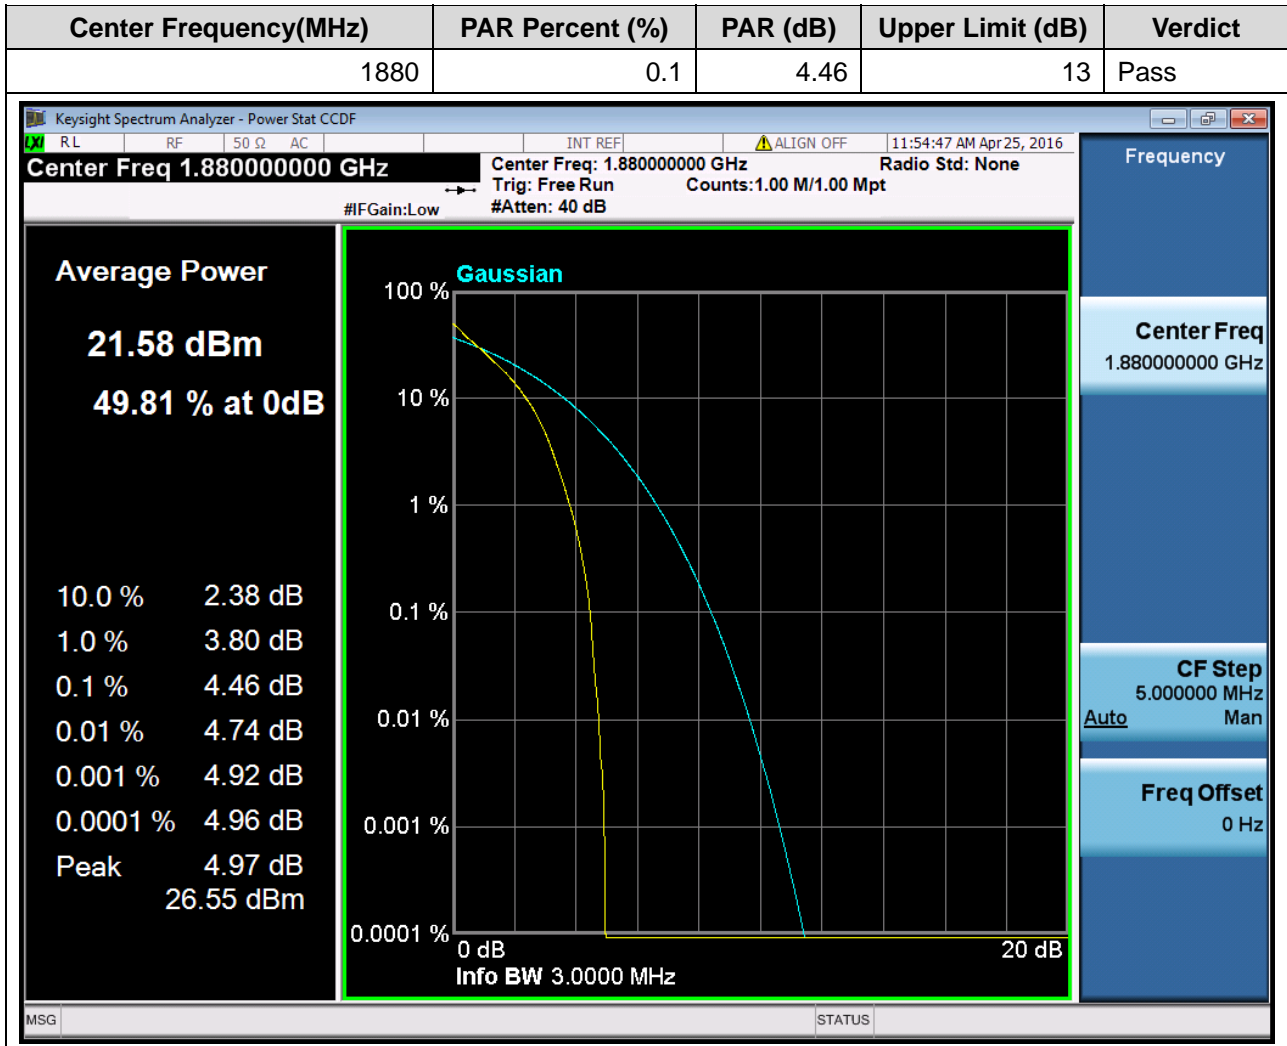 Center Frequency(MHz) PAR Percent (%) PAR (dB) Upper Limit (dB) Verdict
1880 0.1 4.46 13 Pass
Keysight Spectrum Analyzer - Power Stat CCDF
LXI RL RF 50 Ω AC INT REF ALIGN OFF 11:54:47 AM Apr 25, 2016
Center Freq 1.880000000 GHz
#IFGain:Low
Center Freq: 1.880000000 GHz Radio Std: None
Trig: Free Run Counts:1.00 M/1.00 Mpt
#Atten: 40 dB
Average Power
21.58 dBm
49.81 % at 0dB
10.0 % 2.38 dB
1.0 % 3.80 dB
0.1 % 4.46 dB
0.01 % 4.74 dB
0.001 % 4.92 dB
0.0001 % 4.96 dB
Peak 4.97 dB
26.55 dBm
Gaussian
100 %
10 %
1 %
0.1 %
0.01 %
0.001 %
0.0001 %
0 dB 20 dB
Info BW 3.0000 MHz
Frequency
Center Freq
1.880000000 GHz
CF Step
5.000000 MHz
Auto Man
Freq Offset
0 Hz
MSG STATUS